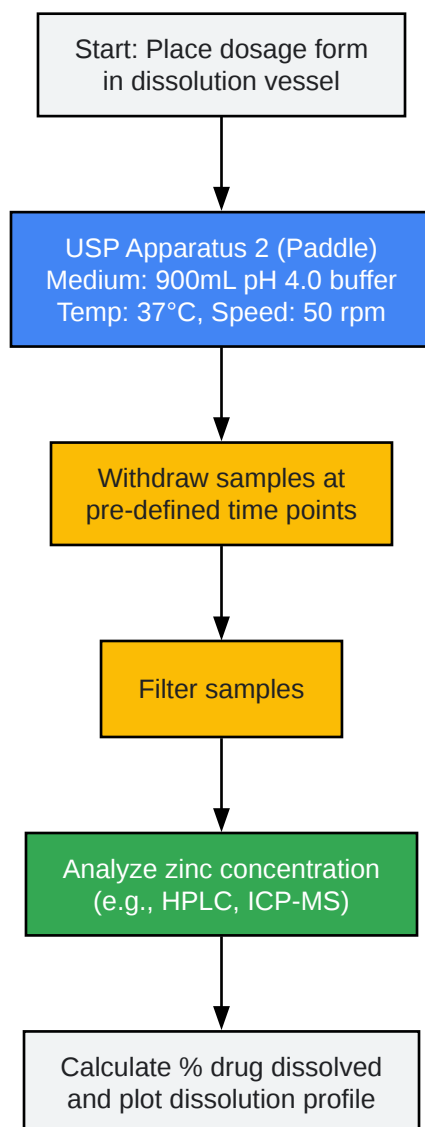 Start: Place dosage form
in dissolution vessel
USP Apparatus 2 (Paddle)
Medium: 900mL pH 4.0 buffer
Temp: 37°C, Speed: 50 rpm
Withdraw samples at
pre-defined time points
Filter samples
Analyze zinc concentration
(e.g., HPLC, ICP-MS)
Calculate % drug dissolved
and plot dissolution profile